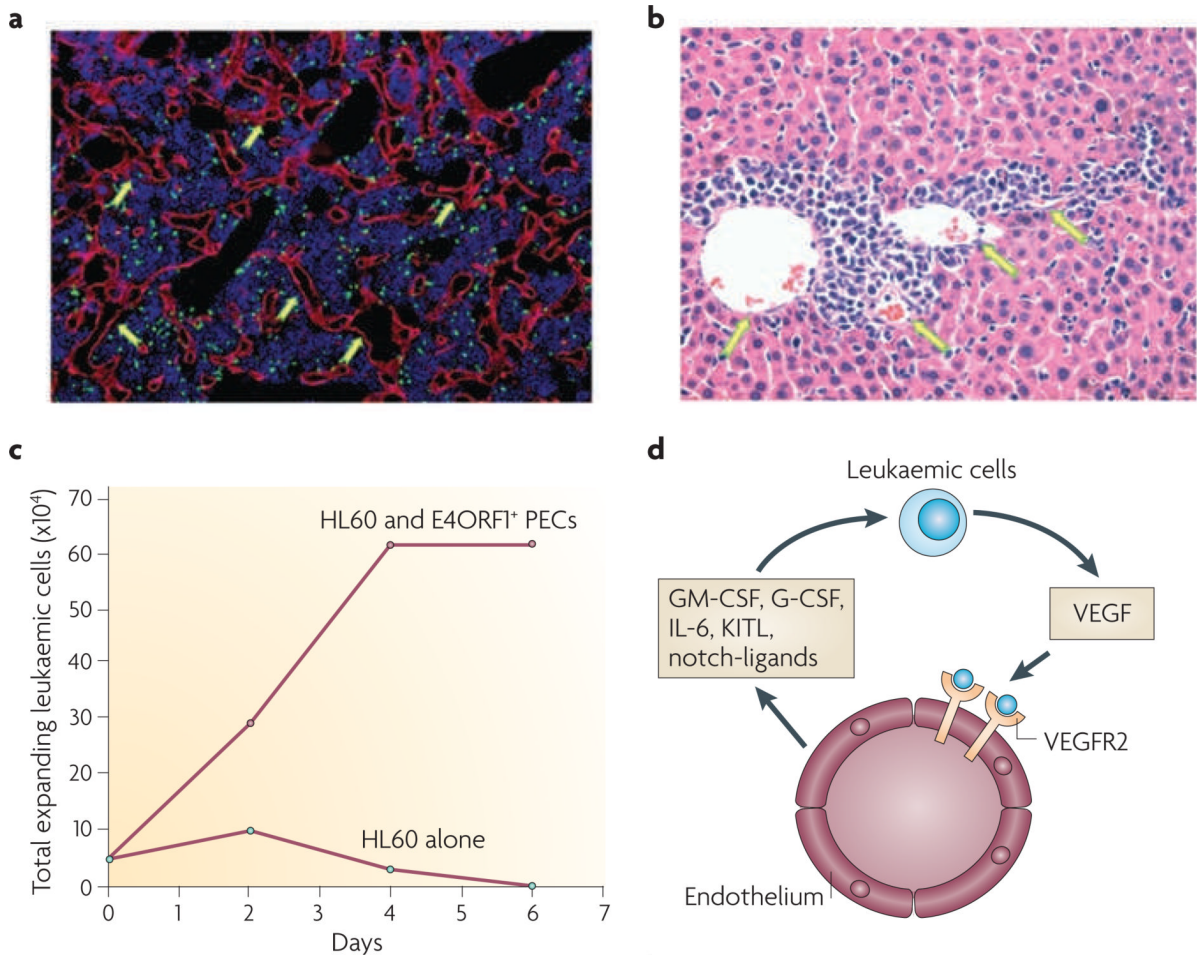 a
b
c
Total expanding leukaemic cells (x10⁴)
70
60
50
40
30
20
10
0
HL60 and E4ORF1⁺ PECs
HL60 alone
0 1 2 3 4 5 6 7
Days
d
Leukaemic cells
GM-CSF, G-CSF,
IL-6, KITL,
notch-ligands
VEGF
VEGFR2
Endothelium